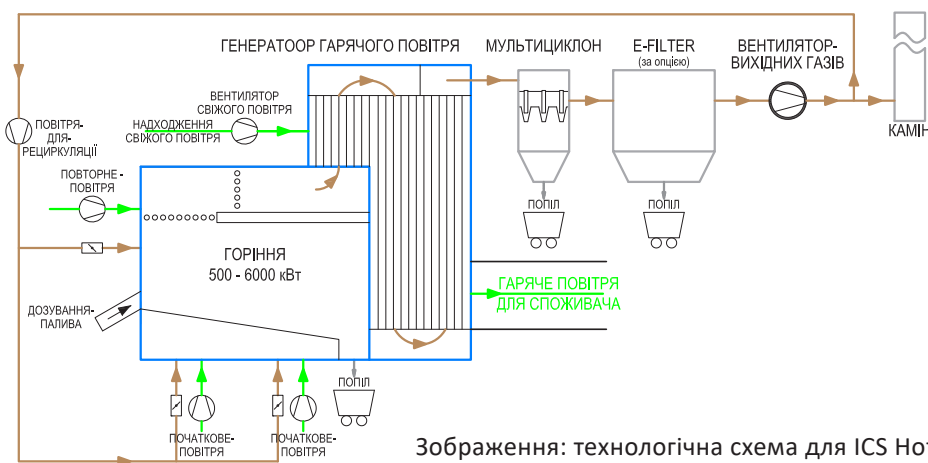 ГЕНЕРАТООР ГАРЯЧОГО ПОВІТРЯ
МУЛЬТИЦИКЛОН
E-FILTER
(за опцією)
ВЕНТИЛЯТОР-
ВИХІДНИХ ГАЗІВ
КАМІН
ВЕНТИЛЯТОР
СВІЖОГО ПОВІТРЯ
НАДХОДЖЕННЯ
СВІЖОГО ПОВІТРЯ
ПОВІТРЯ-
ДЛЯ-
РЕЦИРКУЛЯЦІЇ
ПОВТОРНЕ-
ПОВІТРЯ
ГОРІННЯ
500 - 6000 кВт
ПОПІЛ
ПОПІЛ
ГАРЯЧЕ ПОВІТРЯ
ДЛЯ СПОЖИВАЧА
ДОЗУВАННЯ-
ПАЛИВА
ПОПІЛ
ПОЧАТКОВЕ-
ПОВІТРЯ
ПОЧАТКОВЕ-
ПОВІТРЯ
Зображення: технологічна схема для ICS Hot